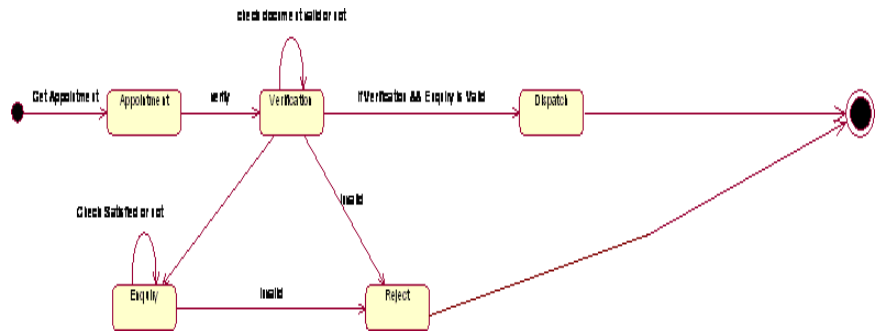 check document valid or not
Get Appointment
Appointment
verify
Verification
if Verification && Enquiry is Valid
Dispatch
Invalid
Check Satisfied or not
Enquiry
Invalid
Reject